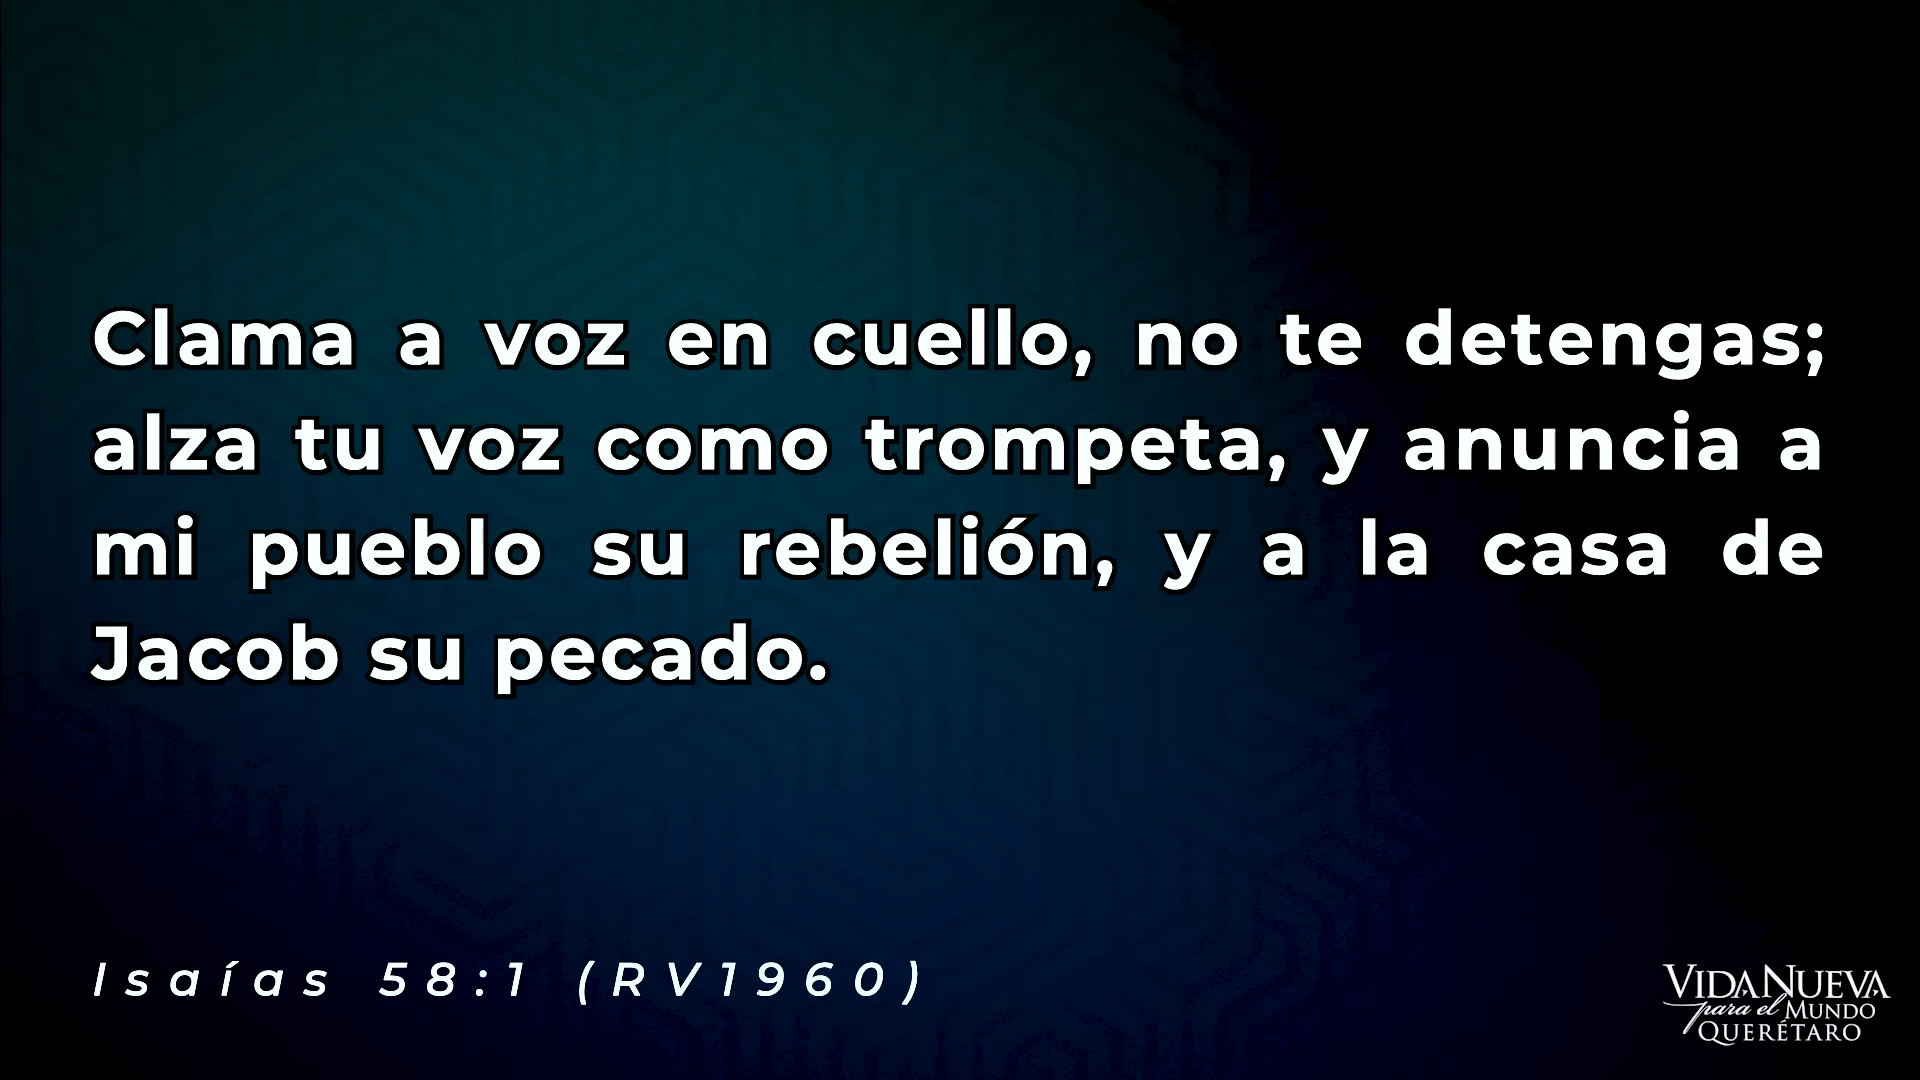 Clama a voz en cuello, no te detengas;
alza tu voz como trompeta, y anuncia a
mi pueblo su rebelión, y a la casa de
Jacob su pecado.
Isaías 58:1 (RV1960)
VIDA NUEVA
para el MUNDO
QUERÉTARO